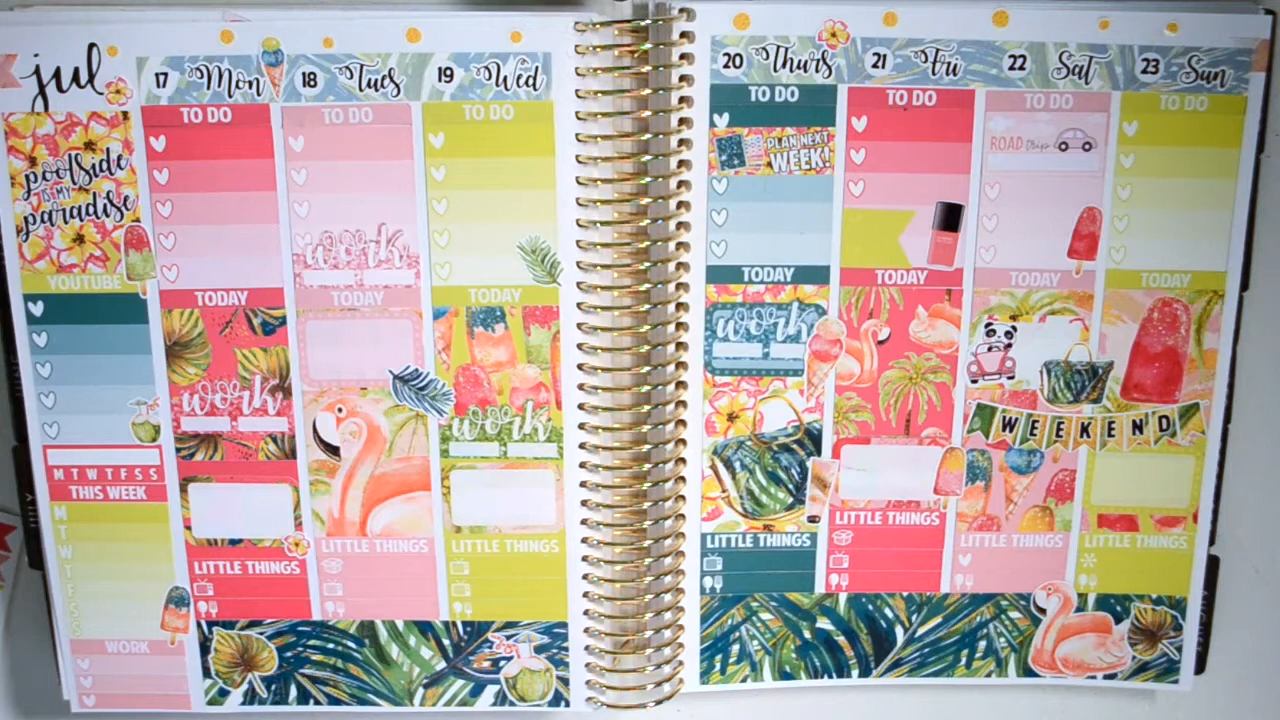 jul
17 Mon 18 Tues 19 Wed
20 Thurs 21 Fri 22 Sat 23 Sun
poolside
IS MY
paradise
YOUTUBE
M T W T F S S
THIS WEEK
M
T
W
T
F
S
S
WORK
TO DO
TODAY
work
LITTLE THINGS
TO DO
work
TODAY
LITTLE THINGS
TO DO
TODAY
work
LITTLE THINGS
TO DO
PLAN NEXT
WEEK!
TODAY
work
LITTLE THINGS
TO DO
TODAY
LITTLE THINGS
TO DO
ROAD trip
TODAY
WEEKEND
LITTLE THINGS
TO DO
TODAY
LITTLE THINGS
JULY